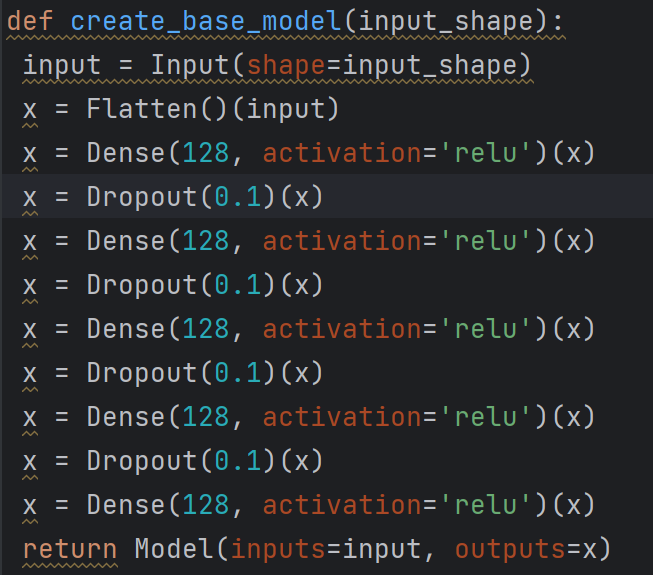 def create_base_model(input_shape):
 input = Input(shape=input_shape)
 x = Flatten()(input)
 x = Dense(128, activation='relu')(x)
 x = Dropout(0.1)(x)
 x = Dense(128, activation='relu')(x)
 x = Dropout(0.1)(x)
 x = Dense(128, activation='relu')(x)
 x = Dropout(0.1)(x)
 x = Dense(128, activation='relu')(x)
 x = Dropout(0.1)(x)
 x = Dense(128, activation='relu')(x)
 return Model(inputs=input, outputs=x)